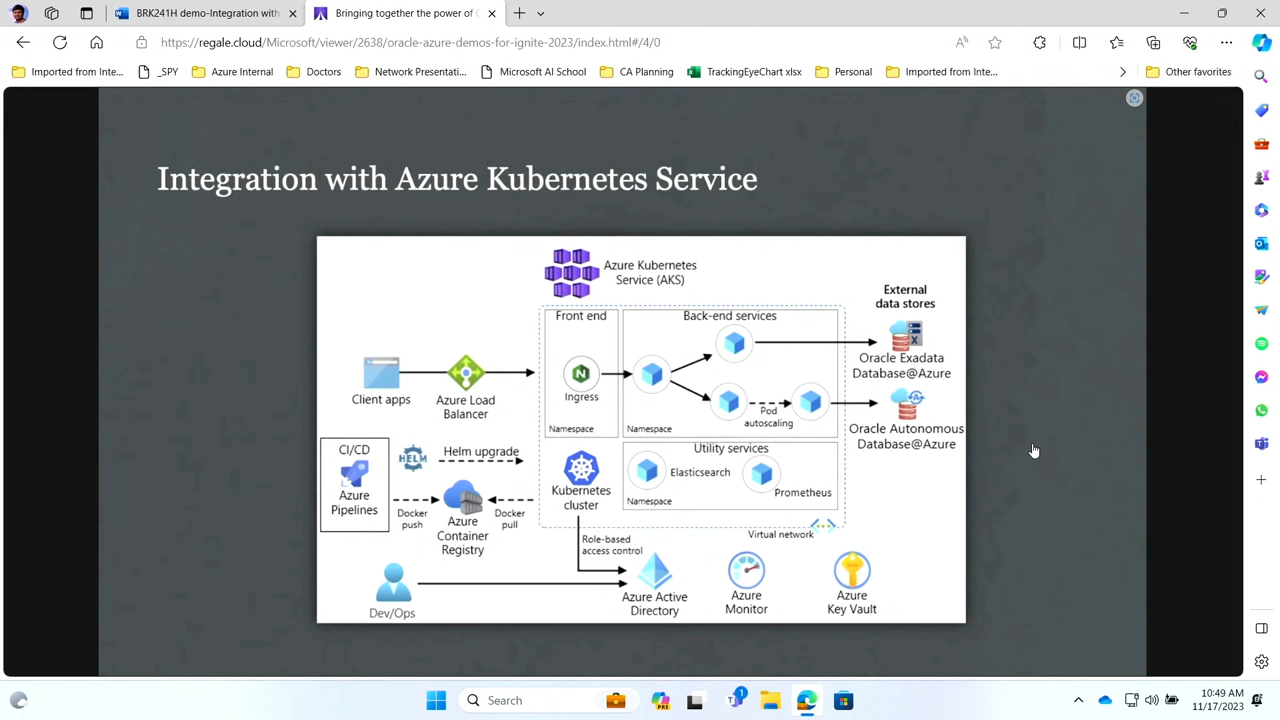 BRK241H demo-Integration with
Bringing together the power of C
https://regale.cloud/Microsoft/viewer/2638/oracle-azure-demos-for-ignite-2023/index.html#/4/0
Imported from Inte...
_SPY
Azure Internal
Doctors
Network Presentati...
Microsoft AI School
CA Planning
TrackingEyeChart xlsx
Personal
Imported from Inte...
Other favorites
Integration with Azure Kubernetes Service
Azure Kubernetes
Service (AKS)
External
data stores
Front end
Back-end services
Oracle Exadata
Database@Azure
Client apps
Azure Load
Balancer
Ingress
Pod
autoscaling
Namespace
Namespace
Oracle Autonomous
Database@Azure
CI/CD
Azure
Pipelines
HELM
Helm upgrade
Utility services
Elasticsearch
Prometheus
Namespace
Kubernetes
cluster
Docker
push
Azure
Container
Registry
Docker
pull
Virtual network
Role-based
access control
Dev/Ops
Azure Active
Directory
Azure
Monitor
Azure
Key Vault
Search
PRE
1
10:49 AM
11/17/2023